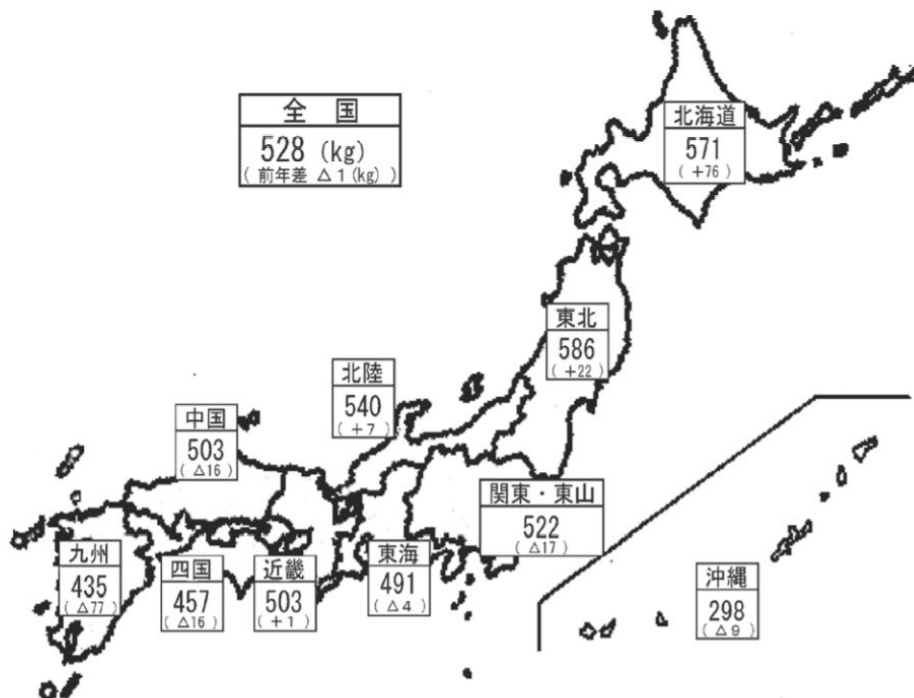 全国
528 (kg)
( 前年差 △1(kg) )
北海道
571
( +76 )
東北
586
( +22 )
北陸
540
( +7 )
中国
503
( △16 )
関東・東山
522
( △17 )
九州
435
( △77 )
四国
457
( △16 )
近畿
503
( +1 )
東海
491
( △4 )
沖縄
298
( △9 )